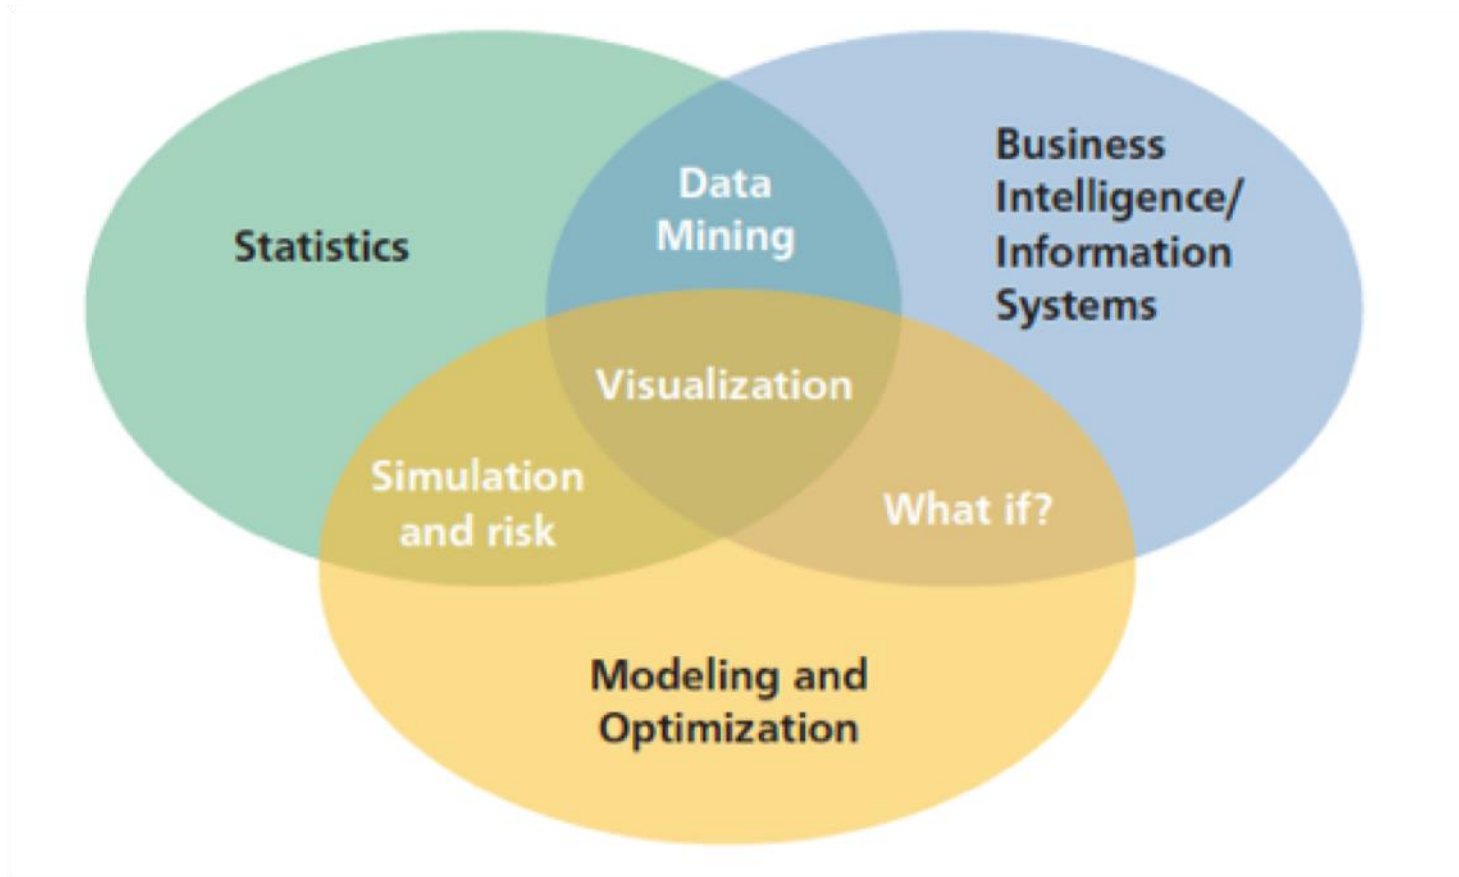 Statistics
Data
Mining
Business
Intelligence/
Information
Systems
Visualization
Simulation
and risk
What if?
Modeling and
Optimization